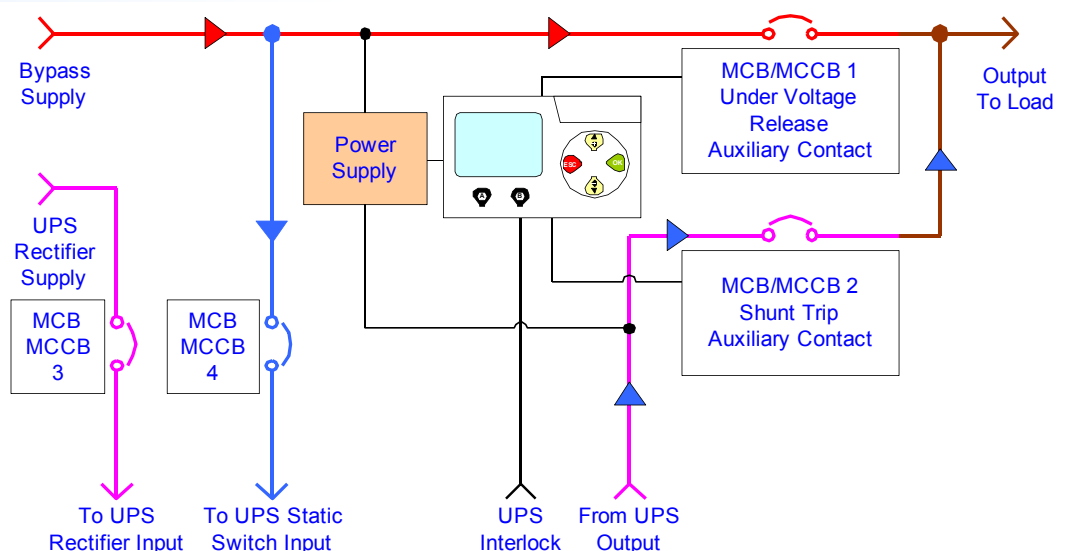 Bypass
Supply
MCB/MCCB 1
Under Voltage
Release
Auxiliary Contact
Output
To Load
Power
Supply
ESC
OK
A
B
UPS
Rectifier
Supply
MCB/MCCB 2
Shunt Trip
Auxiliary Contact
MCB
MCCB
3
MCB
MCCB
4
To UPS
Rectifier Input
To UPS Static
Switch Input
UPS
Interlock
From UPS
Output